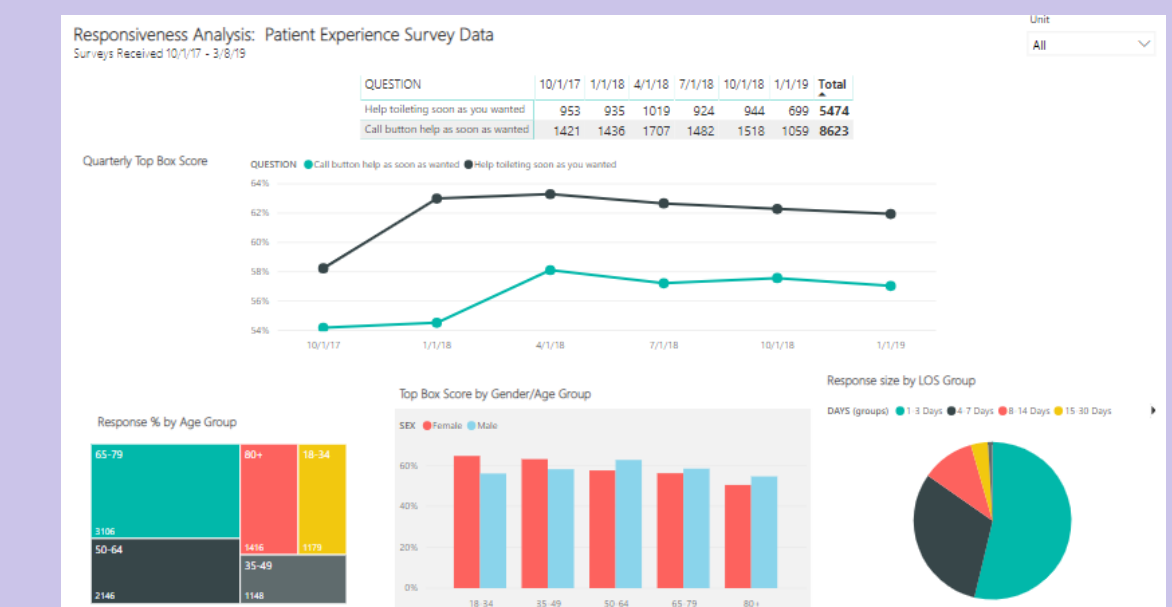 Unit
Responsiveness Analysis: Patient Experience Survey Data
All
Surveys Received 10/1/17 - 3/8/19
QUESTION 10/1/17 1/1/18 4/1/18 7/1/18 10/1/18 1/1/19 Total
Help toileting soon as you wanted 953 935 1019 924 944 699 5474
Call button help as soon as wanted 1421 1436 1707 1482 1518 1059 8623
Quarterly Top Box Score
QUESTION Call button help as soon as wanted Help toileting soon as you wanted
64%
62%
60%
58%
56%
54%
10/1/17 1/1/18 4/1/18 7/1/18 10/1/18 1/1/19
Response % by Age Group
65-79
3106
50-64
2146
80+
1416
18-34
1179
35-49
1148
Top Box Score by Gender/Age Group
SEX Female Male
60%
40%
20%
0%
18-34 35-49 50-64 65-79 80+
Response size by LOS Group
DAYS (groups) 1-3 Days 4-7 Days 8-14 Days 15-30 Days